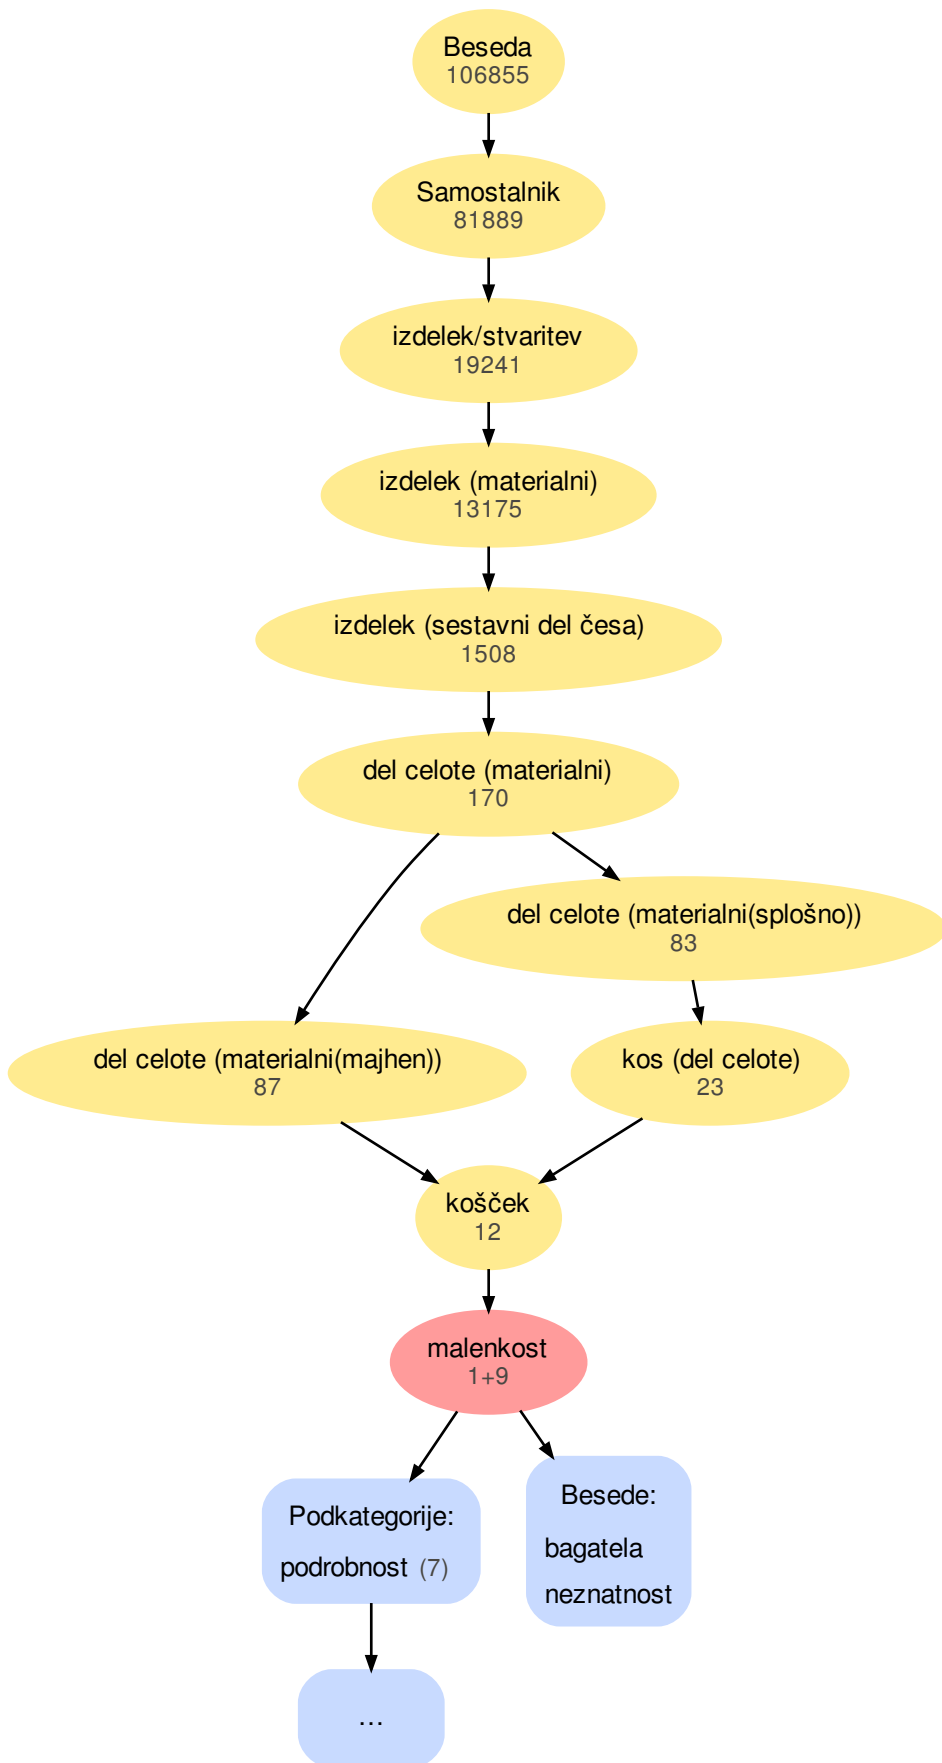 Beseda
106855
Samostalnik
81889
izdelek/stvaritev
19241
izdelek (materialni)
13175
izdelek (sestavni del česa)
1508
del celote (materialni)
170
del celote (materialni(splošno))
83
del celote (materialni(majhen))
87
kos (del celote)
23
košček
12
malenkost
1+9
Podkategorije:
podrobnost (7)
Besede:
bagatela
neznatnost
...